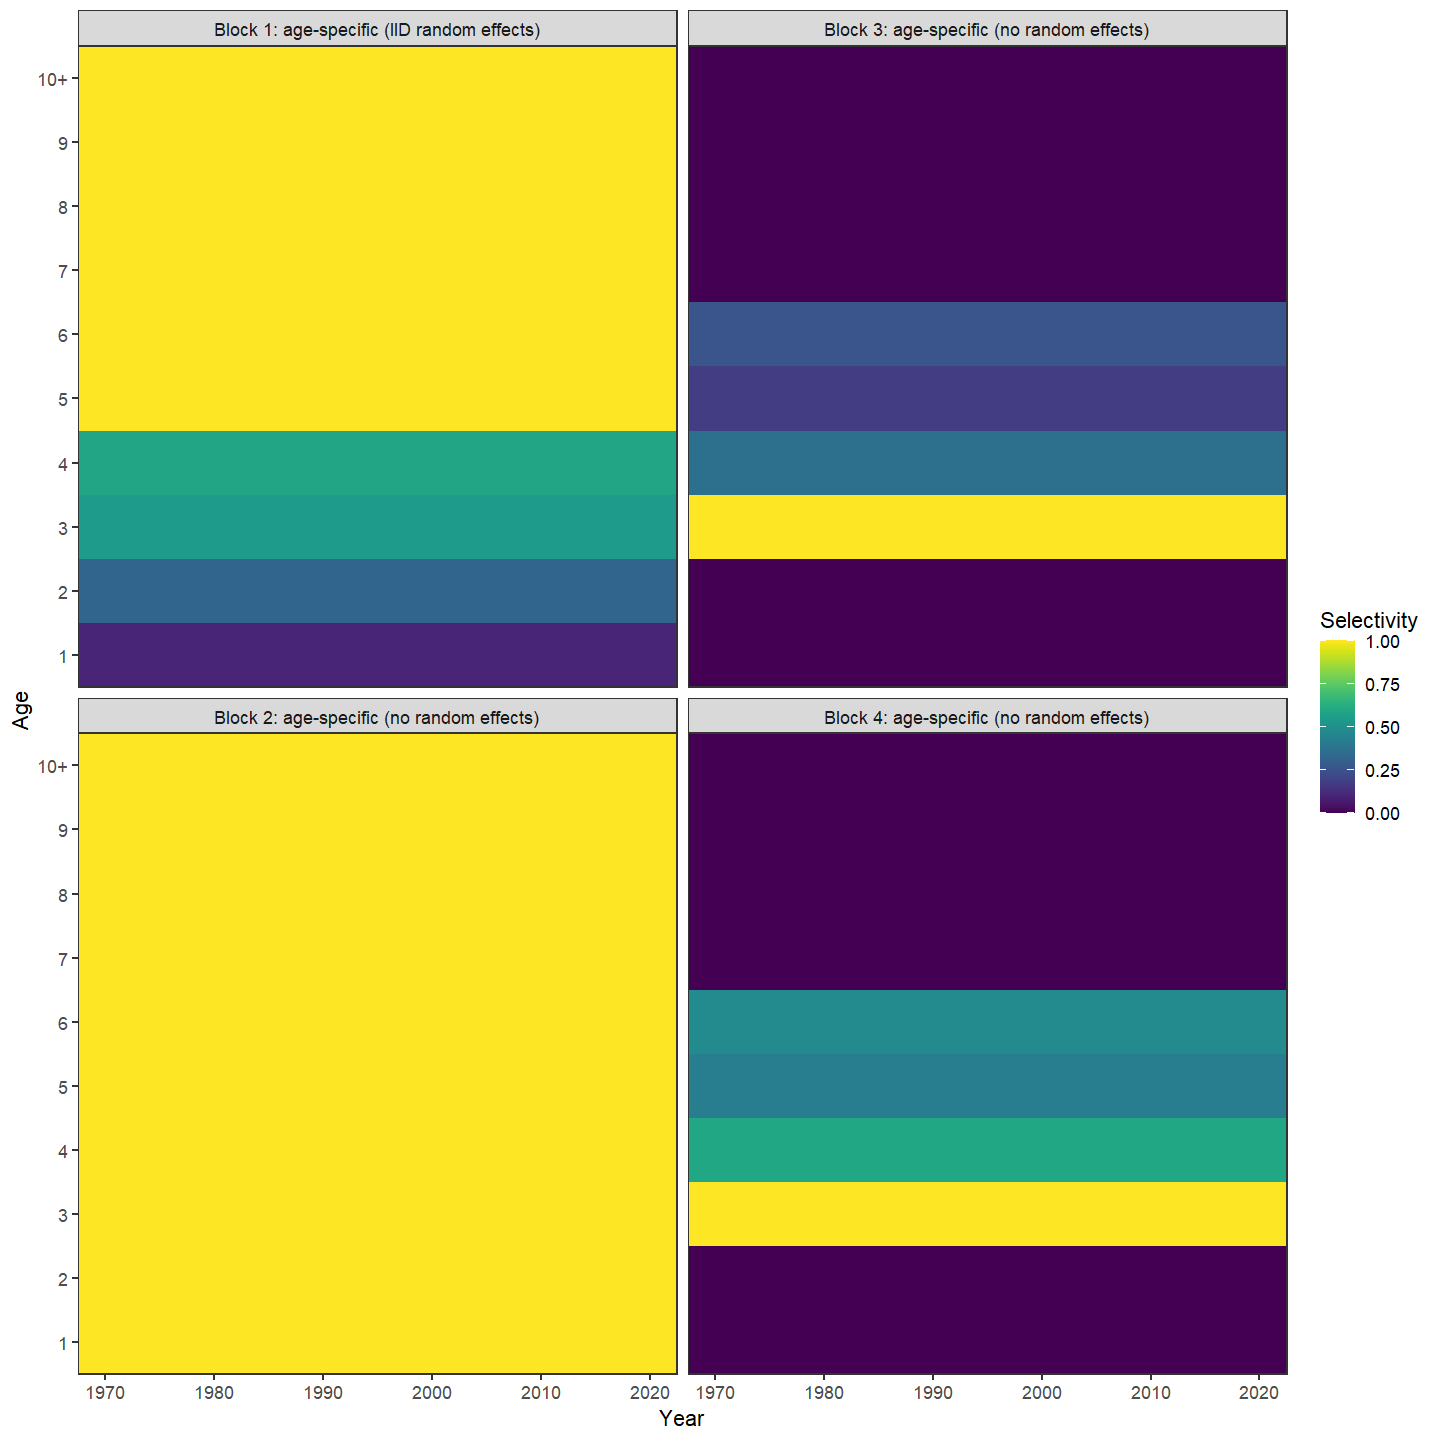 Block 1: age-specific (IID random effects)
Block 3: age-specific (no random effects)
10+
9
8
7
6
5
4
3
2
1
Age
Block 2: age-specific (no random effects)
Block 4: age-specific (no random effects)
10+
9
8
7
6
5
4
3
2
1
1970 1980 1990 2000 2010 2020
1970 1980 1990 2000 2010 2020
Year
Selectivity
1.00
0.75
0.50
0.25
0.00